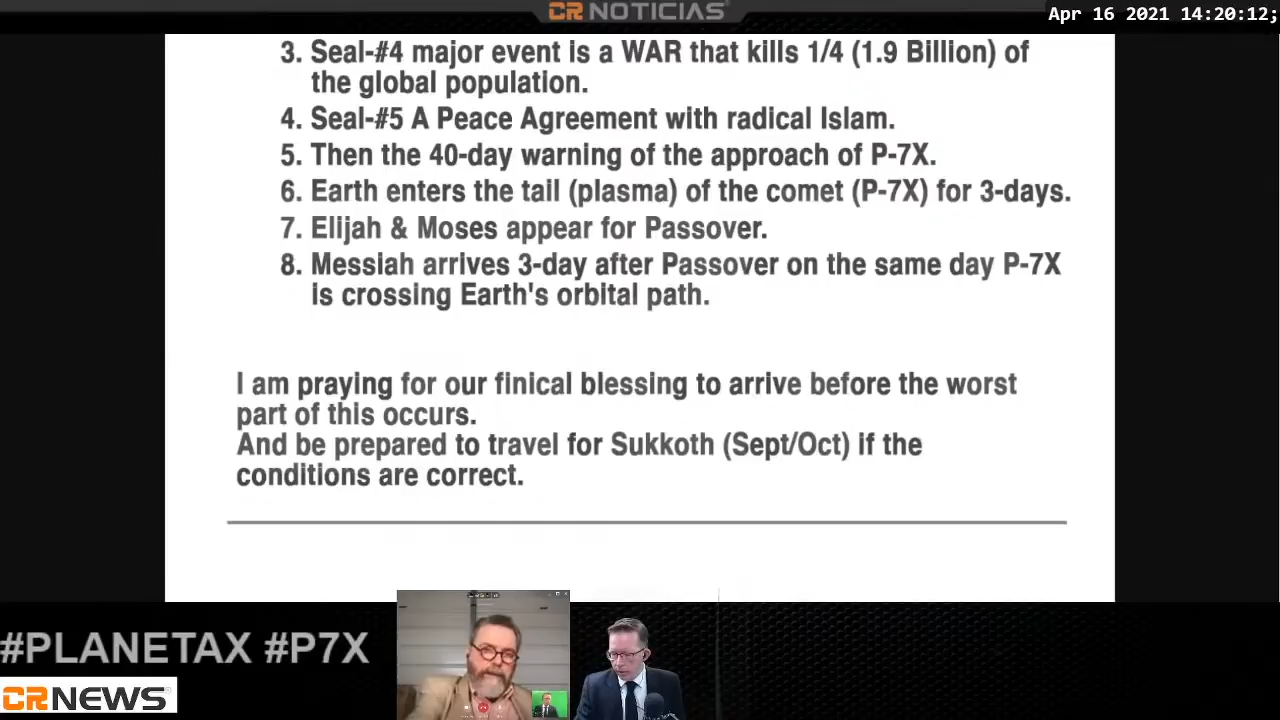 CR NOTICIAS
Apr 16 2021 14:20:12;
3. Seal-#4 major event is a WAR that kills 1/4 (1.9 Billion) of
the global population.
4. Seal-#5 A Peace Agreement with radical Islam.
5. Then the 40-day warning of the approach of P-7X.
6. Earth enters the tail (plasma) of the comet (P-7X) for 3-days.
7. Elijah & Moses appear for Passover.
8. Messiah arrives 3-day after Passover on the same day P-7X
is crossing Earth's orbital path.
I am praying for our finical blessing to arrive before the worst
part of this occurs.
And be prepared to travel for Sukkoth (Sept/Oct) if the
conditions are correct.
#PLANETAX #P7X
CR NEWS